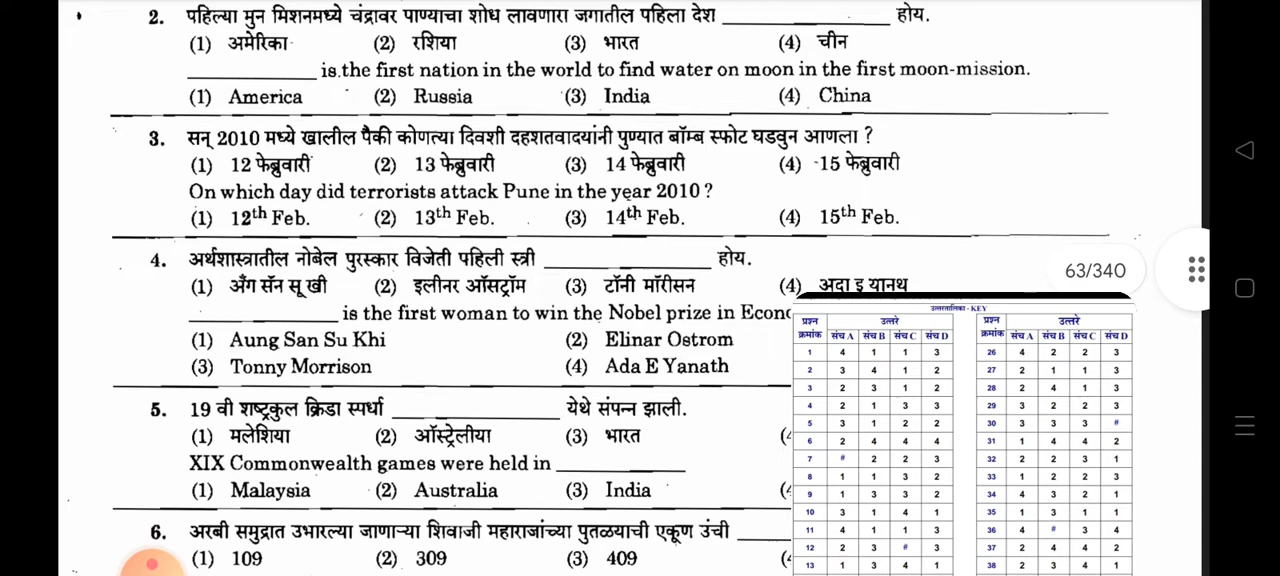 2. पहिल्या मुन मिशनमध्ये चंद्रावर पाण्याचा शोध लावणारा जगातील पहिला देश ____________ होय.
(1) अमेरिका (2) रशिया (3) भारत (4) चीन
____________ is the first nation in the world to find water on moon in the first moon-mission.
(1) America (2) Russia (3) India (4) China
3. सन् 2010 मध्ये खालील पैकी कोणत्या दिवशी दहशतवादयांनी पुण्यात बॉम्ब स्फोट घडवुन आणला ?
(1) 12 फेब्रुवारी (2) 13 फेब्रुवारी (3) 14 फेब्रुवारी (4) 15 फेब्रुवारी
On which day did terrorists attack Pune in the year 2010 ?
(1) 12th Feb. (2) 13th Feb. (3) 14th Feb. (4) 15th Feb.
4. अर्थशास्त्रातील नोबेल पुरस्कार विजेती पहिली स्त्री ____________ होय.
63/340
(1) अँग सॅन सू खी (2) इलीनर ऑस्ट्रॉम (3) टॉनी मॉरीसन (4) अदा इ यानथ
____________ is the first woman to win the Nobel prize in Econo
(1) Aung San Su Khi (2) Elinar Ostrom
(3) Tonny Morrison (4) Ada E Yanath
5. 19 वी राष्ट्रकुल क्रिडा स्पर्धा ____________ येथे संपन्न झाली.
(1) मलेशिया (2) ऑस्ट्रेलीया (3) भारत (4
XIX Commonwealth games were held in ____________
(1) Malaysia (2) Australia (3) India (4
6. अरबी समुद्रात उभारल्या जाणाऱ्या शिवाजी महाराजांच्या पुतळयाची एकूण उंची
(1) 109 (2) 309 (3) 409 (4
उत्तरतालिका - KEY
प्रश्न उत्तरे प्रश्न उत्तरे
क्रमांक संच A संच B संच C संच D क्रमांक संच A संच B संच C संच D
1 4 1 1 3 26 4 2 2 3
2 3 4 1 2 27 2 1 1 3
3 2 3 1 2 28 2 4 1 3
4 2 1 3 3 29 3 2 2 3
5 3 1 2 2 30 3 3 3 #
6 2 4 4 4 31 1 4 4 2
7 # 2 2 3 32 2 2 3 1
8 1 1 3 2 33 1 2 2 3
9 1 3 3 2 34 4 3 2 1
10 3 1 4 1 35 1 3 1 1
11 4 1 1 3 36 4 # 3 4
12 2 3 # 3 37 2 4 4 2
13 1 3 4 1 38 2 3 4 1